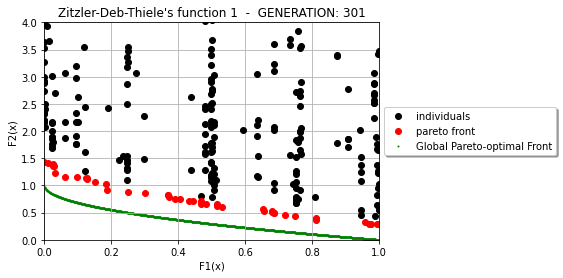 Zitzler-Deb-Thiele's function 1 - GENERATION: 301
4.0
3.5
3.0
2.5
2.0
1.5
1.0
0.5
0.0
F2(x)
0.0 0.2 0.4 0.6 0.8 1.0
F1(x)
individuals
pareto front
Global Pareto-optimal Front